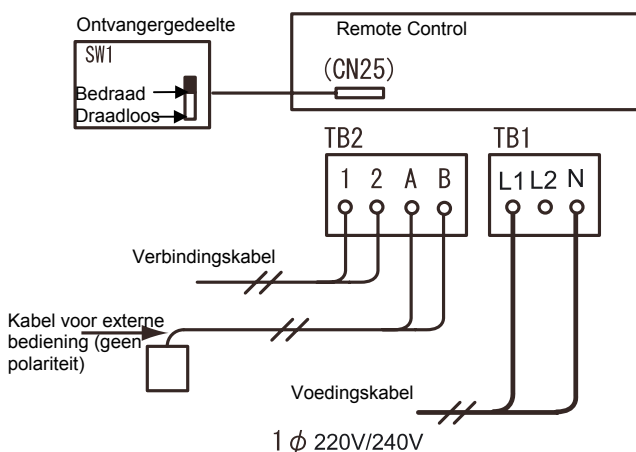 Ontvangergedeelte
SW1
Bedraad
Draadloos
Remote Control
(CN25)
TB2
1 2 A B
TB1
L1 L2 N
Verbindingskabel
Kabel voor externe
bediening (geen
polariteit)
Voedingskabel
1 ϕ 220V/240V